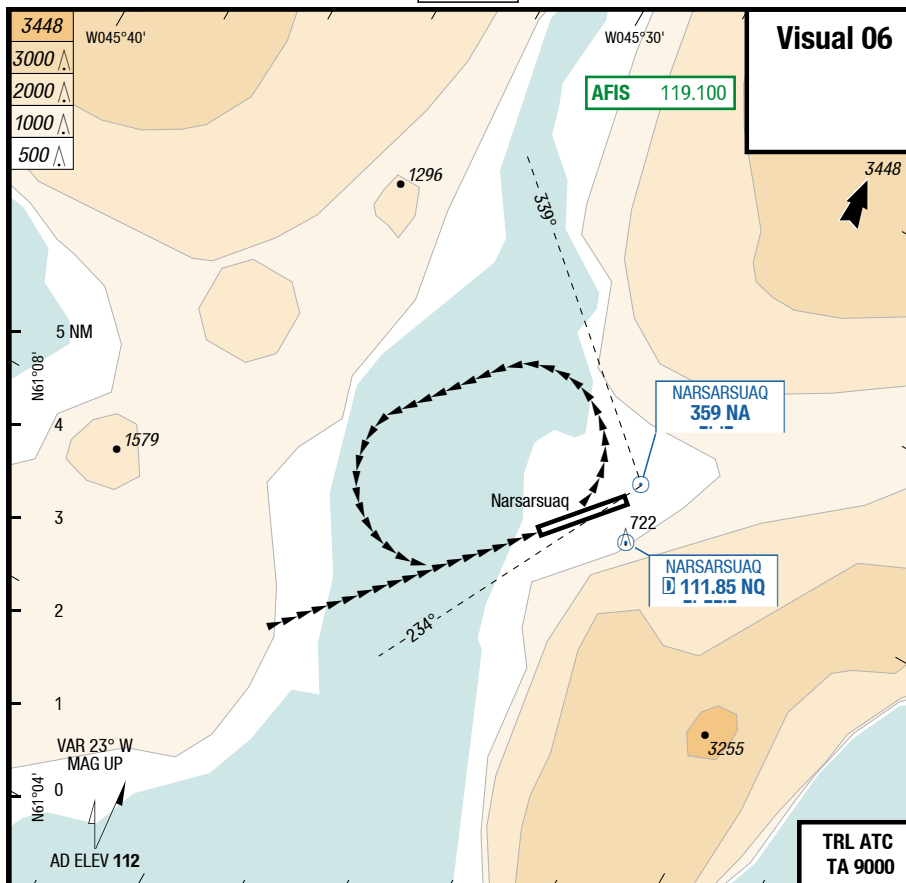 3448
3000
2000
1000
500
W045°40'
W045°30'
Visual 06
AFIS 119.100
3448
1296
339°
5 NM
N61°08'
4
1579
NARSARSUAQ
359 NA
Narsarsuaq
3
722
NARSARSUAQ
D 111.85 NQ
2
234°
1
VAR 23° W
MAG UP
3255
N61°04'
0
AD ELEV 112
TRL ATC
TA 9000